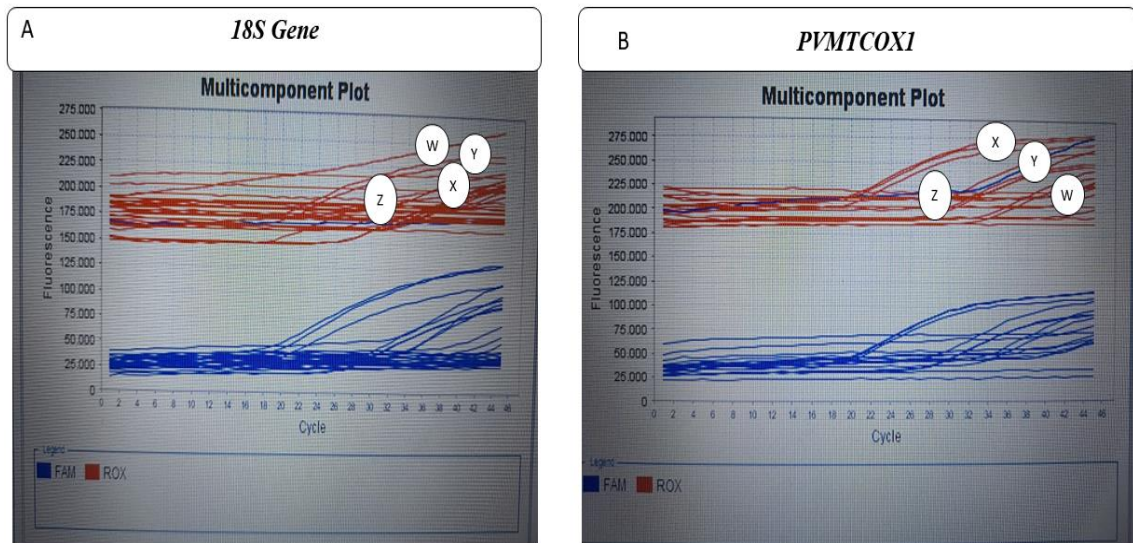 A
18S Gene
Multicomponent Plot
275.000
250.000
225.000
200.000
175.000
150.000
125.000
100.000
75.000
50.000
25.000
0
Fluorescence
0 2 4 6 8 10 12 14 16 18 20 22 24 26 28 30 32 34 36 38 40 42 44 46
Cycle
W
Y
X
Z
Legend
FAM ROX
B
PVMTCOX1
Multicomponent Plot
275.000
250.000
225.000
200.000
175.000
150.000
125.000
100.000
75.000
50.000
25.000
0
Fluorescence
0 2 4 6 8 10 12 14 16 18 20 22 24 26 28 30 32 34 36 38 40 42 44 46
Cycle
X
Y
Z
W
Legend
FAM ROX